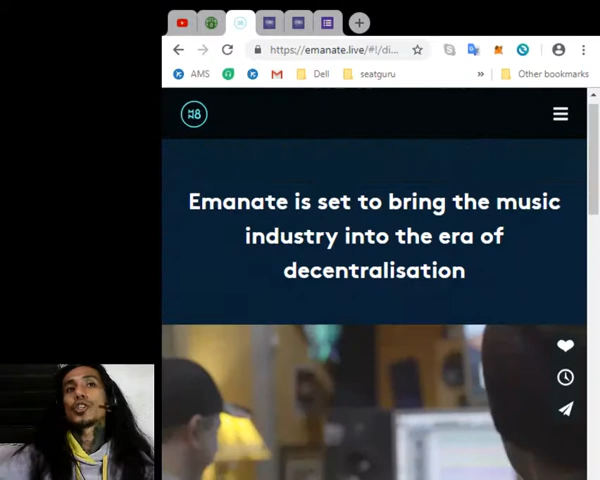 https://emanate.live/#!/di...
AMS
Dell
seatguru
»
Other bookmarks
Emanate is set to bring the music
industry into the era of
decentralisation